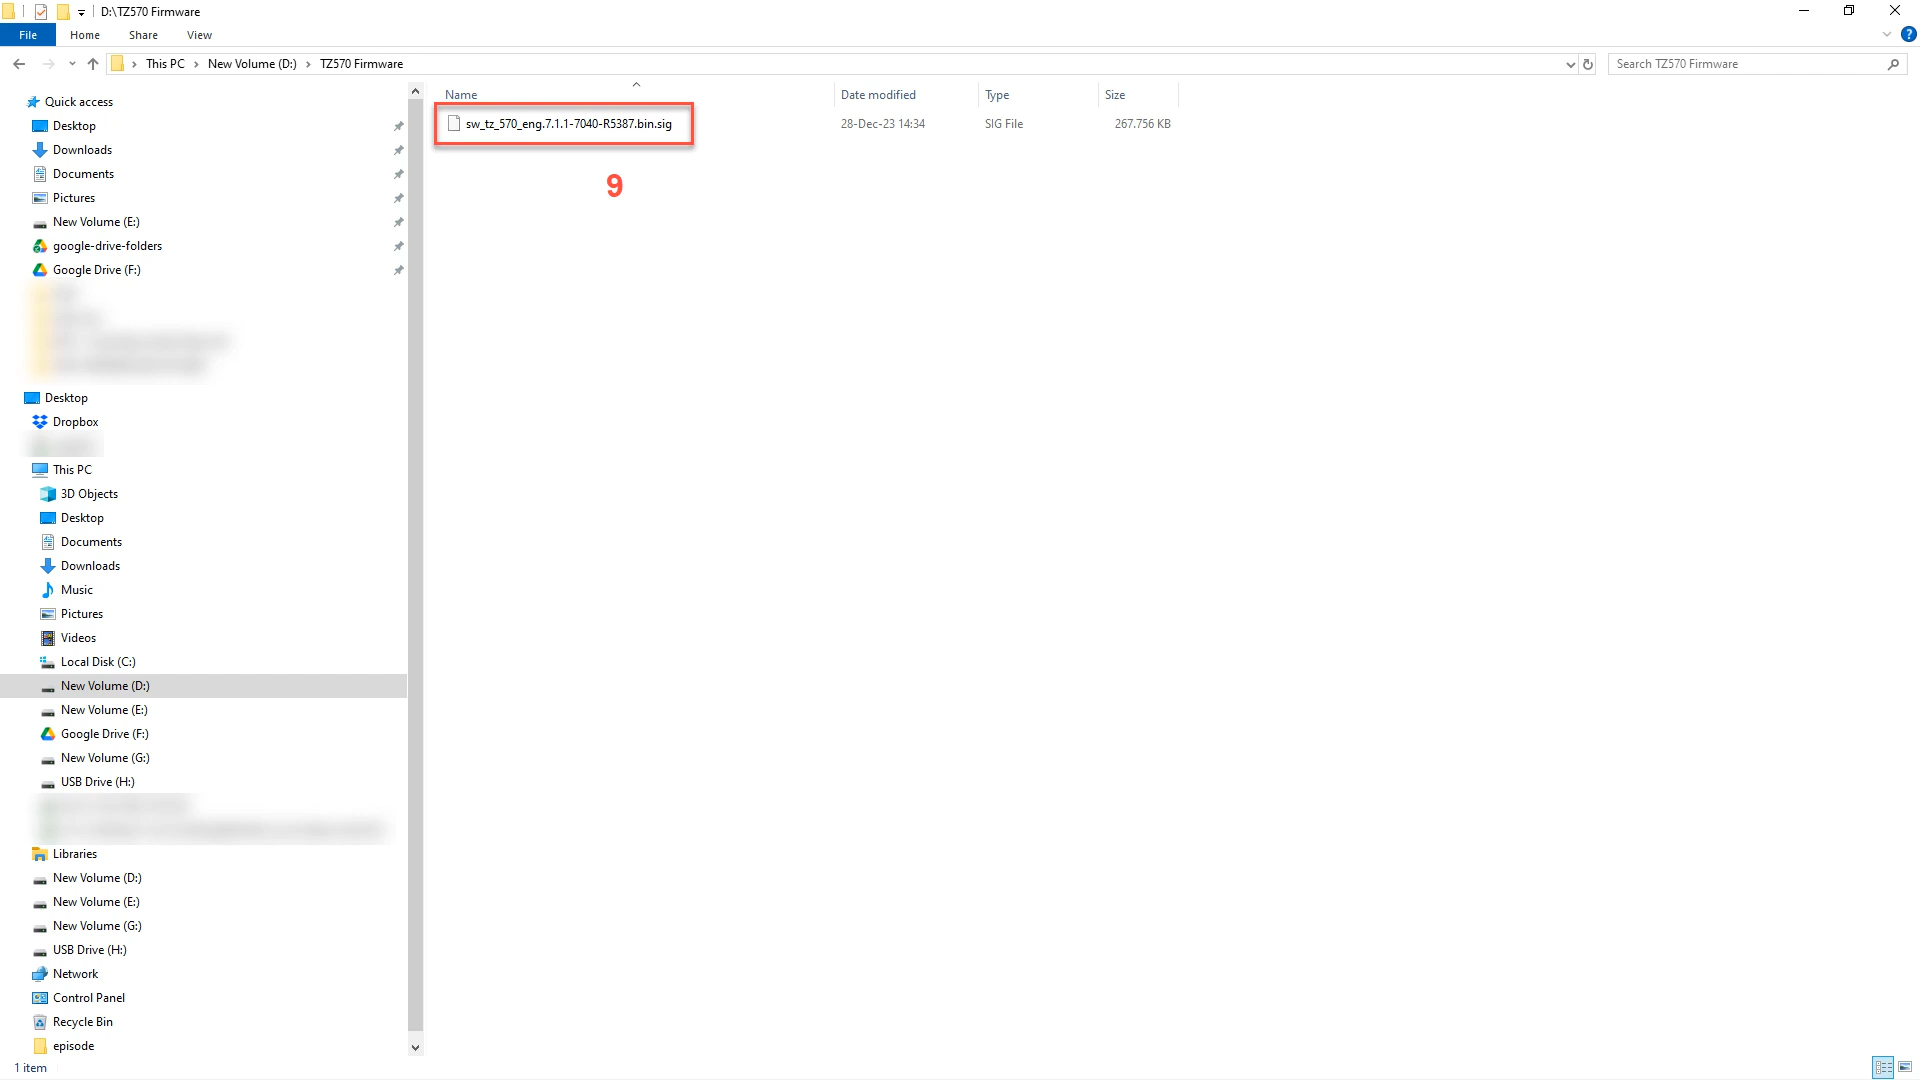 D:\TZ570 Firmware
File Home Share View
This PC New Volume (D:) TZ570 Firmware
Search TZ570 Firmware
Name Date modified Type Size
sw_tz_570_eng.7.1.1-7040-R5387.bin.sig 28-Dec-23 14:34 SIG File 267.756 KB
9
Quick access
Desktop
Downloads
Documents
Pictures
New Volume (E:)
google-drive-folders
Google Drive (F:)
Desktop
Dropbox
This PC
3D Objects
Desktop
Documents
Downloads
Music
Pictures
Videos
Local Disk (C:)
New Volume (D:)
New Volume (E:)
Google Drive (F:)
New Volume (G:)
USB Drive (H:)
Libraries
New Volume (D:)
New Volume (E:)
New Volume (G:)
USB Drive (H:)
Network
Control Panel
Recycle Bin
episode
1 item